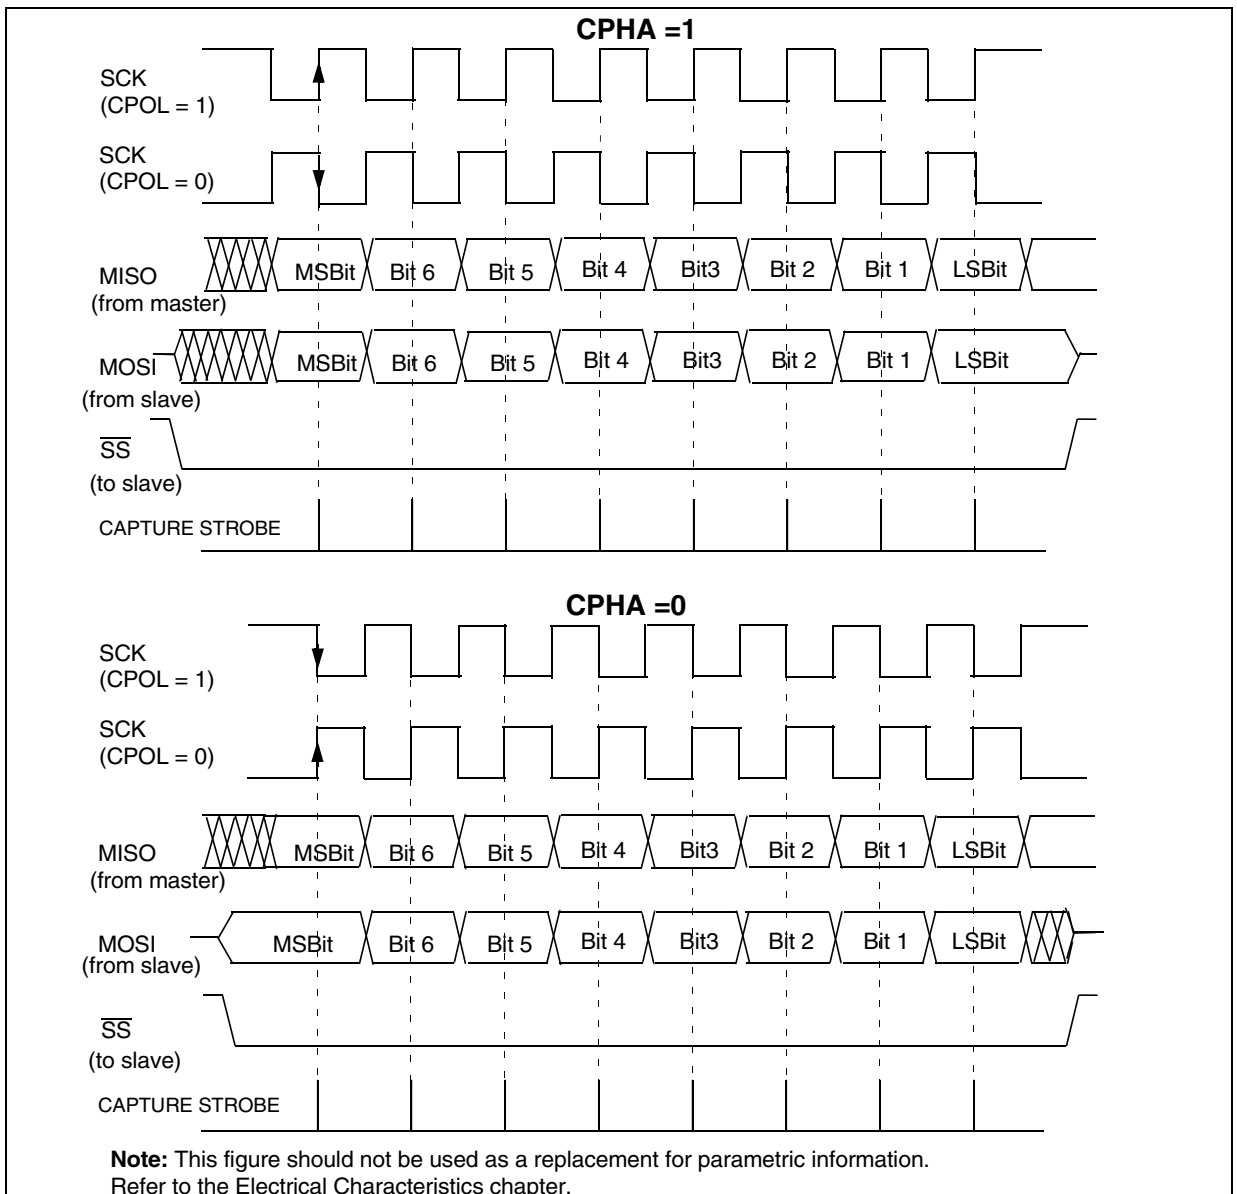 CPHA =1
SCK
(CPOL = 1)
SCK
(CPOL = 0)
MISO
(from master)
MSBit Bit 6 Bit 5 Bit 4 Bit3 Bit 2 Bit 1 LSBit
MOSI
(from slave)
MSBit Bit 6 Bit 5 Bit 4 Bit3 Bit 2 Bit 1 LSBit
SS
(to slave)
CAPTURE STROBE
CPHA =0
SCK
(CPOL = 1)
SCK
(CPOL = 0)
MISO
(from master)
MSBit Bit 6 Bit 5 Bit 4 Bit3 Bit 2 Bit 1 LSBit
MOSI
(from slave)
MSBit Bit 6 Bit 5 Bit 4 Bit3 Bit 2 Bit 1 LSBit
SS
(to slave)
CAPTURE STROBE
Note: This figure should not be used as a replacement for parametric information.
Refer to the Electrical Characteristics chapter.